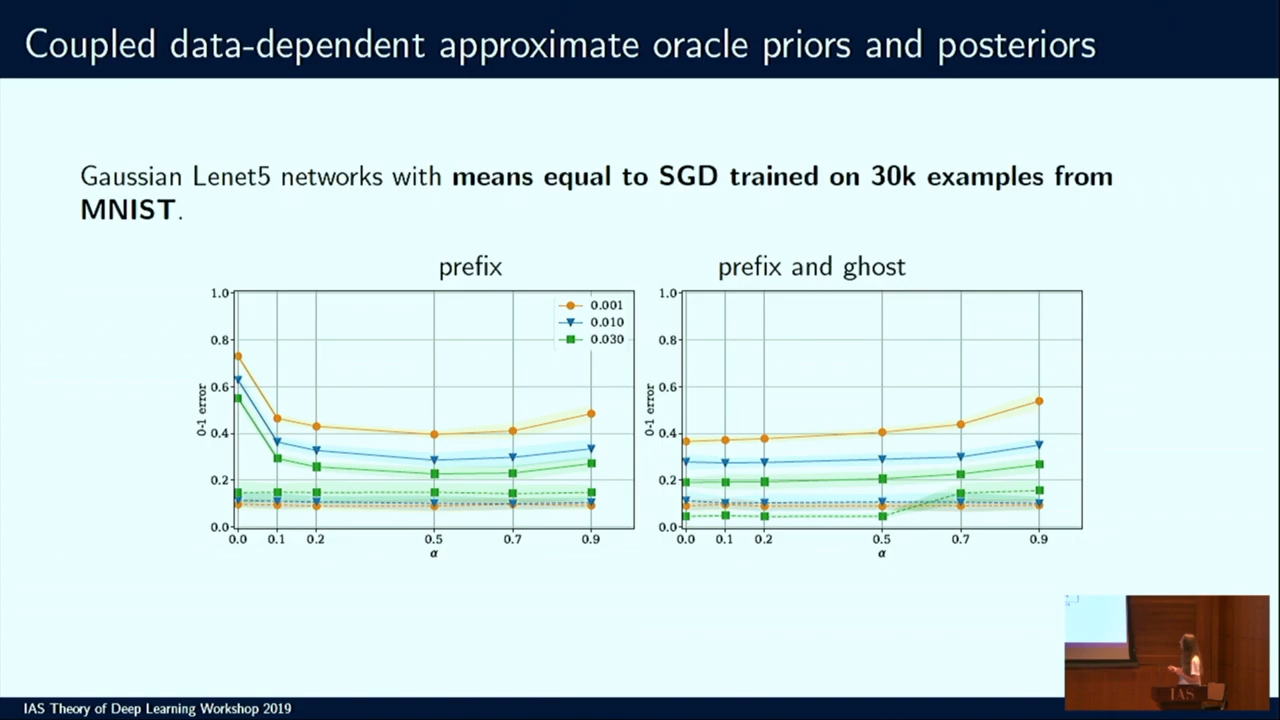 Coupled data-dependent approximate oracle priors and posteriors
Gaussian Lenet5 networks with means equal to SGD trained on 30k examples from
MNIST.
prefix
prefix and ghost
1.0
0.8
0.6
0.4
0.2
0.0
0-1 error
0.001
0.010
0.030
0.0 0.1 0.2 0.5 0.7 0.9
α
1.0
0.8
0.6
0.4
0.2
0.0
0-1 error
0.0 0.1 0.2 0.5 0.7 0.9
α
IAS
IAS Theory of Deep Learning Workshop 2019